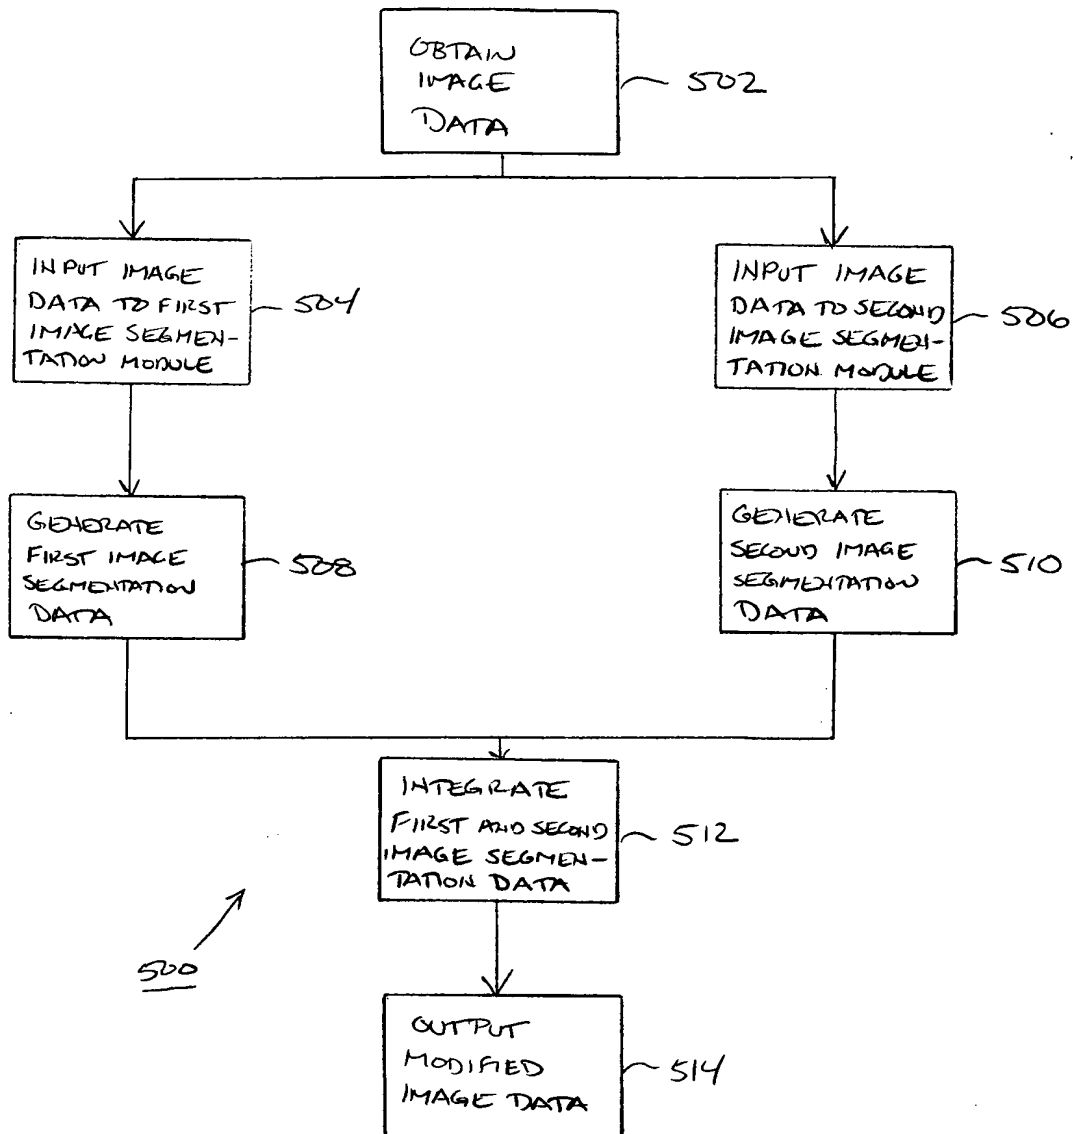 OBTAIN
IMAGE
DATA
502
INPUT IMAGE
DATA TO FIRST
IMAGE SEGMEN-
TATION MODULE
504
INPUT IMAGE
DATA TO SECOND
IMAGE SEGMEN-
TATION MODULE
506
GENERATE
FIRST IMAGE
SEGMENTATION
DATA
508
GENERATE
SECOND IMAGE
SEGMENTATION
DATA
510
INTEGRATE
FIRST AND SECOND
IMAGE SEGMEN-
TATION DATA
512
500
OUTPUT
MODIFIED
IMAGE DATA
514